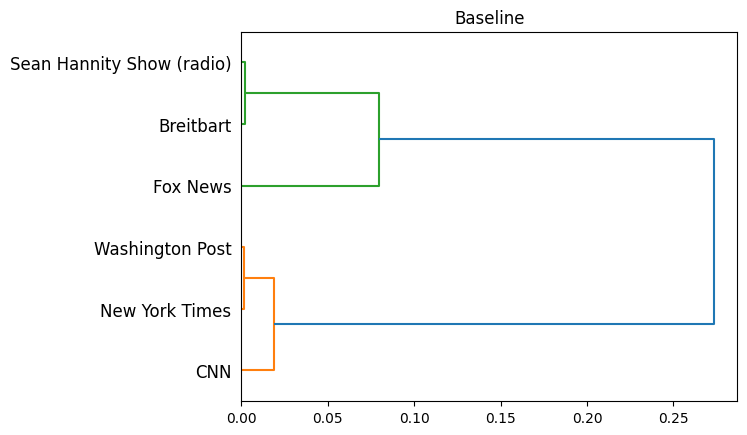 Baseline
Sean Hannity Show (radio)
Breitbart
Fox News
Washington Post
New York Times
CNN
0.00 0.05 0.10 0.15 0.20 0.25